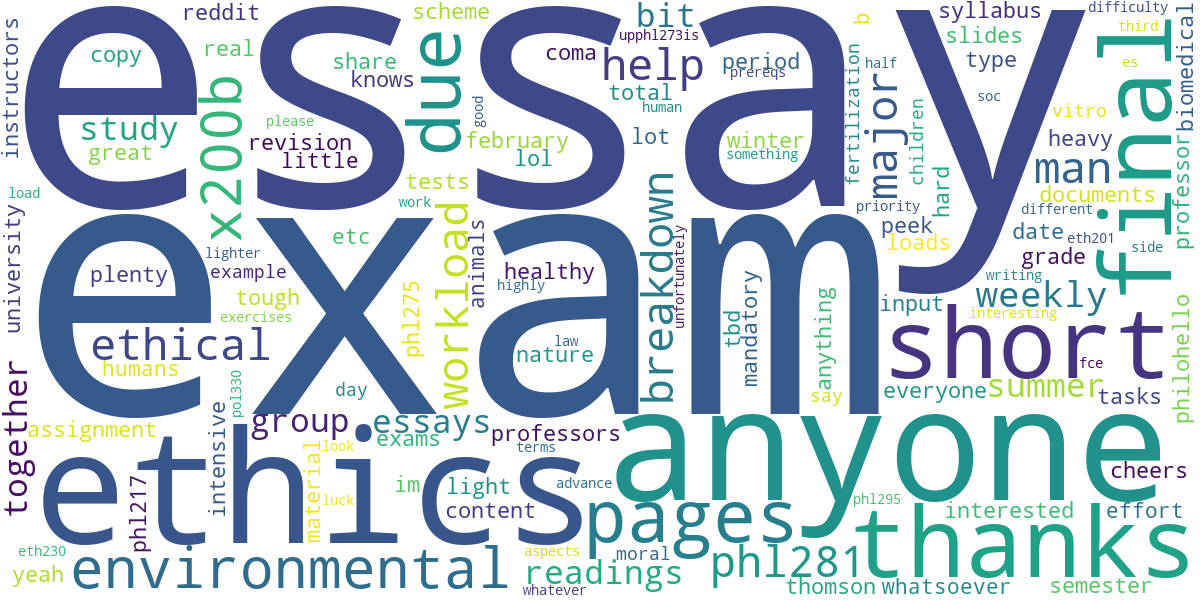 essay
exam
ethics
anyone
final
short
thanks
environmental
pages
due
x200b
workload
breakdown
major
man
help
ethical
weekly
phl281
readings
together
group
essays
study
bit
summer
reddit
scheme
syllabus
difficulty
third
es
biomedical
instructors
copy
real
share
knows
coma
upphl273is
period
prereqs
b
half
slides
type
soc
vitro
heavy
documents
professor
great
please
revision
little
good
february
lol
total
human
lot
winter
something
fertilization
children
hard
priority
peek
loads
different
date
eth201
side
grade
load
university
plenty
lighter
example
tough
exercises
etc
tests
work
animals
phl275
healthy
highly
nature
law
unfortunately
tbd
mandatory
anything
say
input
writing
interesting
fce
philohello
everyone
tasks
humans
day
pol330
assignment
intensive
material
look
luck
phl217
exams
professors
terms
im
light
advance
content
moral
aspects
whatever
phl295
interested
effort
cheers
thomson
whatsoever
semester
eth230
yeah